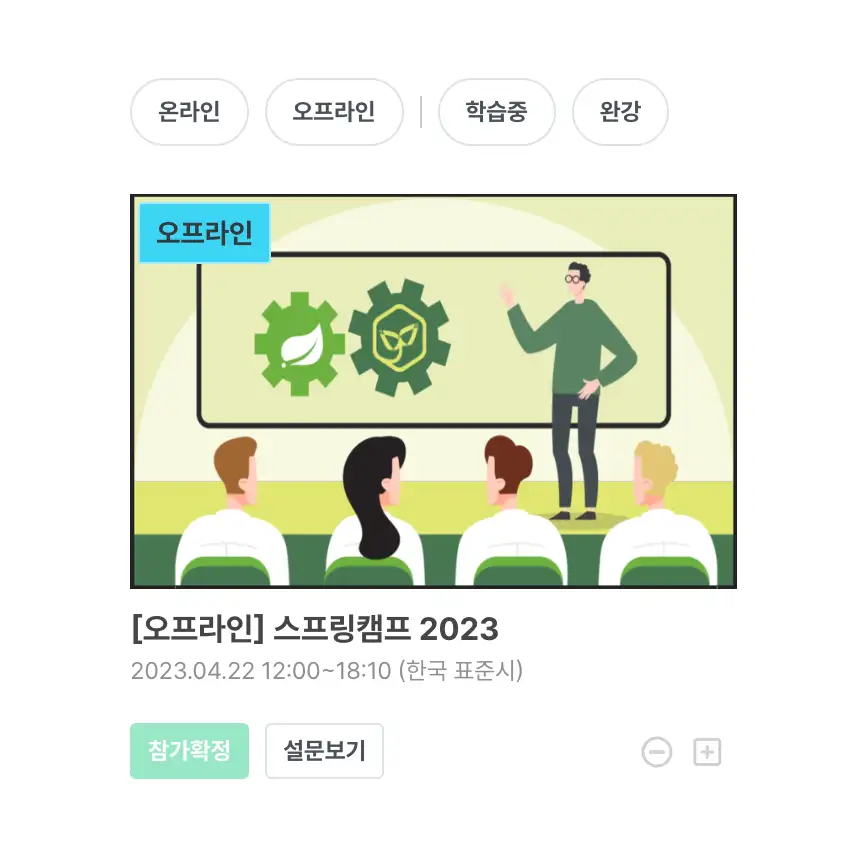 온라인 오프라인 학습중 완강
오프라인
[오프라인] 스프링캠프 2023
2023.04.22 12:00~18:10 (한국 표준시)
참가확정 설문보기